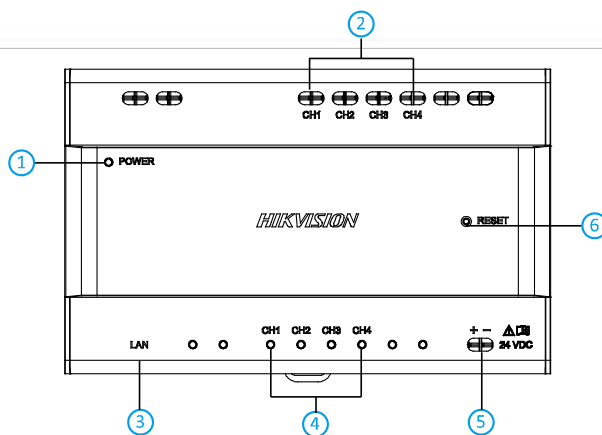 2
CH1 CH2 CH3 CH4
1
POWER
HIKVISION
RESET
6
CH1 CH2 CH3 CH4
+ −
LAN
24 VDC
3
4
5